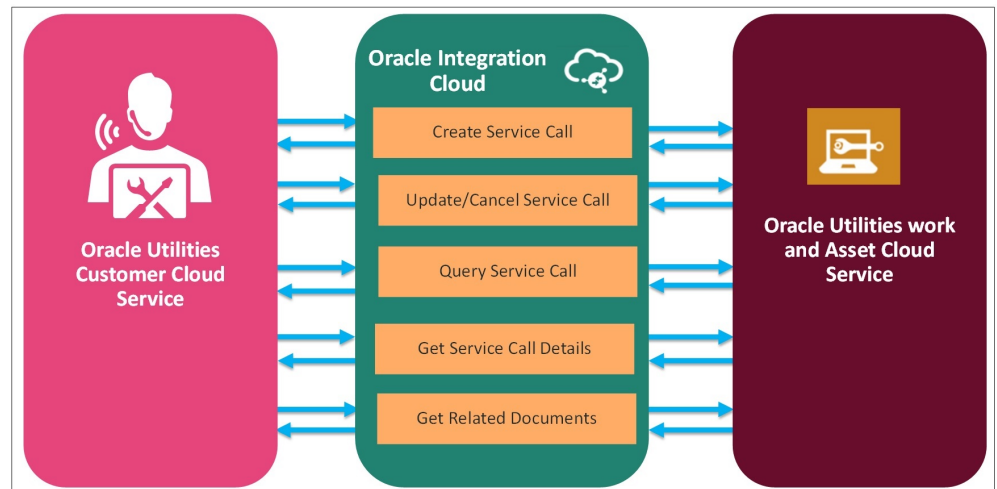 Oracle Utilities
Customer Cloud
Service
Oracle Integration
Cloud
Create Service Call
Update/Cancel Service Call
Query Service Call
Get Service Call Details
Get Related Documents
Oracle Utilities work
and Asset Cloud
Service